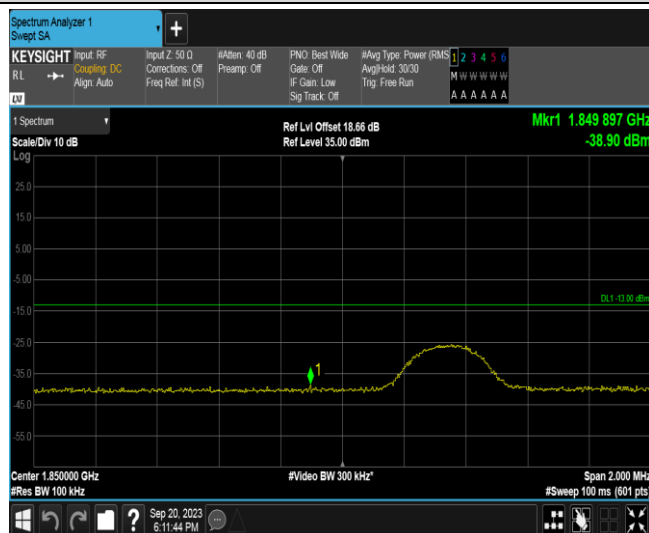 Spectrum Analyzer 1
Swept SA
+
KEYSIGHT
RL
LXI
Input: RF
Coupling: DC
Align: Auto
Input Z: 50 Ω
Corrections: Off
Freq Ref: Int (S)
#Atten: 40 dB
Preamp: Off
PNO: Best Wide
Gate: Off
IF Gain: Low
Sig Track: Off
#Avg Type: Power (RMS
Avg|Hold: 30/30
Trig: Free Run
1 2 3 4 5 6
M W W W W W
A A A A A A
1 Spectrum
Scale/Div 10 dB
Ref Lvl Offset 18.66 dB
Ref Level 35.00 dBm
Mkr1 1.849 897 GHz
-38.90 dBm
Log
25.0
15.0
5.00
-5.00
DL1 -13.00 dBm
-15.0
-25.0
1
-35.0
-45.0
-55.0
Center 1.850000 GHz
#Video BW 300 kHz*
Span 2.000 MHz
#Res BW 100 kHz
#Sweep 100 ms (601 pts)
?
Sep 20, 2023
6:11:44 PM